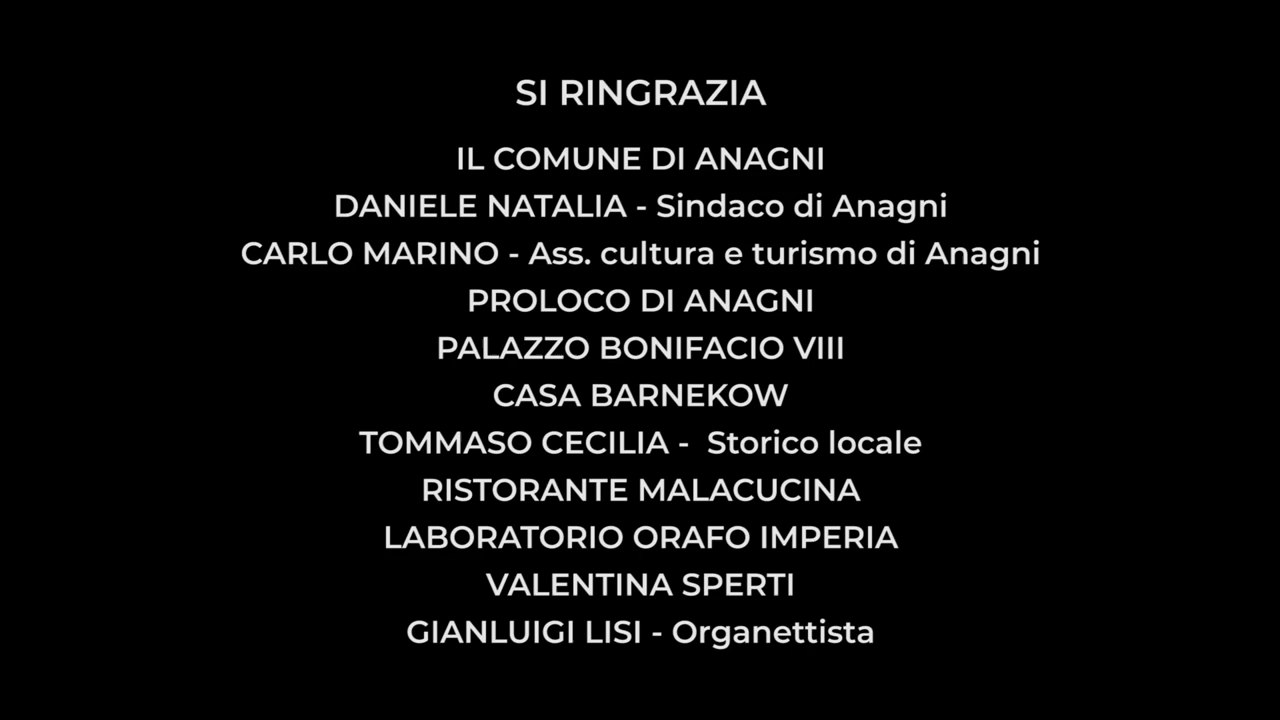 SI RINGRAZIA
IL COMUNE DI ANAGNI
DANIELE NATALIA - Sindaco di Anagni
CARLO MARINO - Ass. cultura e turismo di Anagni
PROLOCO DI ANAGNI
PALAZZO BONIFACIO VIII
CASA BARNEKOW
TOMMASO CECILIA -  Storico locale
RISTORANTE MALACUCINA
LABORATORIO ORAFO IMPERIA
VALENTINA SPERTI
GIANLUIGI LISI - Organettista